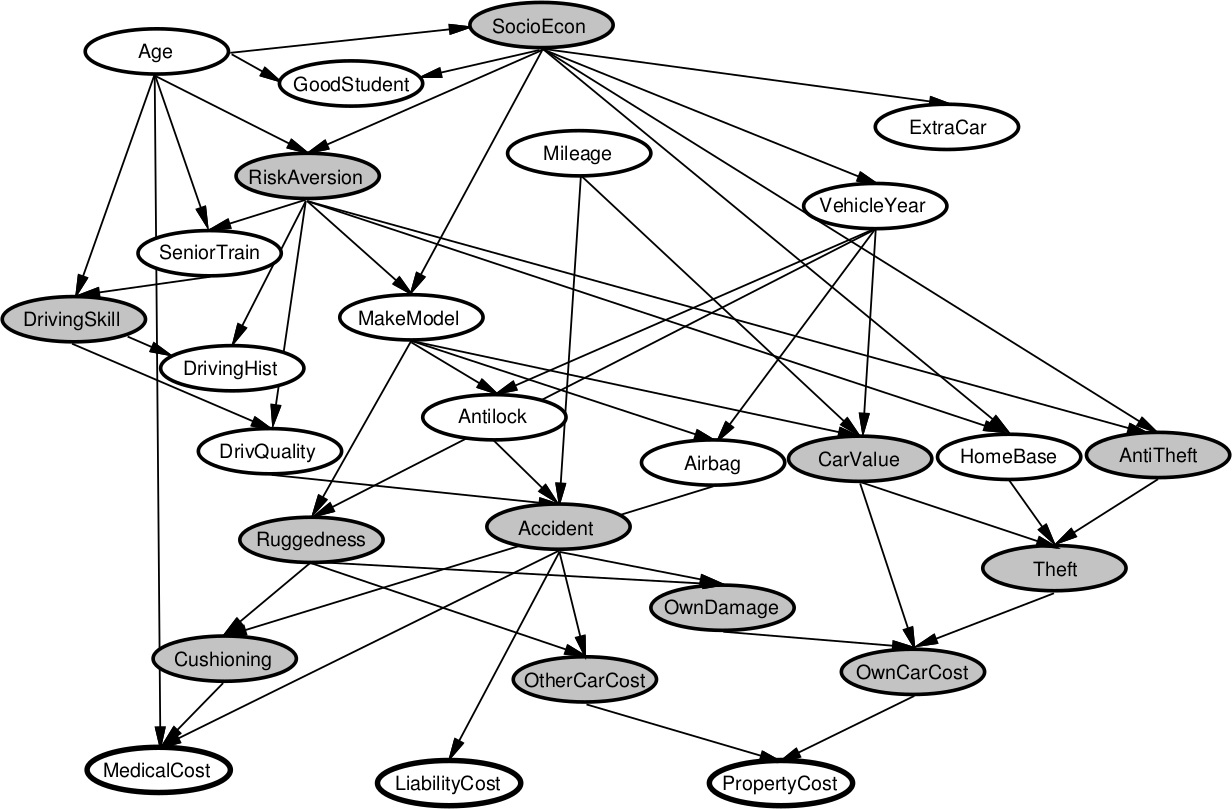 SocioEcon
Age
GoodStudent
ExtraCar
Mileage
RiskAversion
VehicleYear
SeniorTrain
DrivingSkill
MakeModel
DrivingHist
Antilock
DrivQuality
Airbag
CarValue
HomeBase
AntiTheft
Ruggedness
Accident
Theft
OwnDamage
Cushioning
OtherCarCost
OwnCarCost
MedicalCost
LiabilityCost
PropertyCost